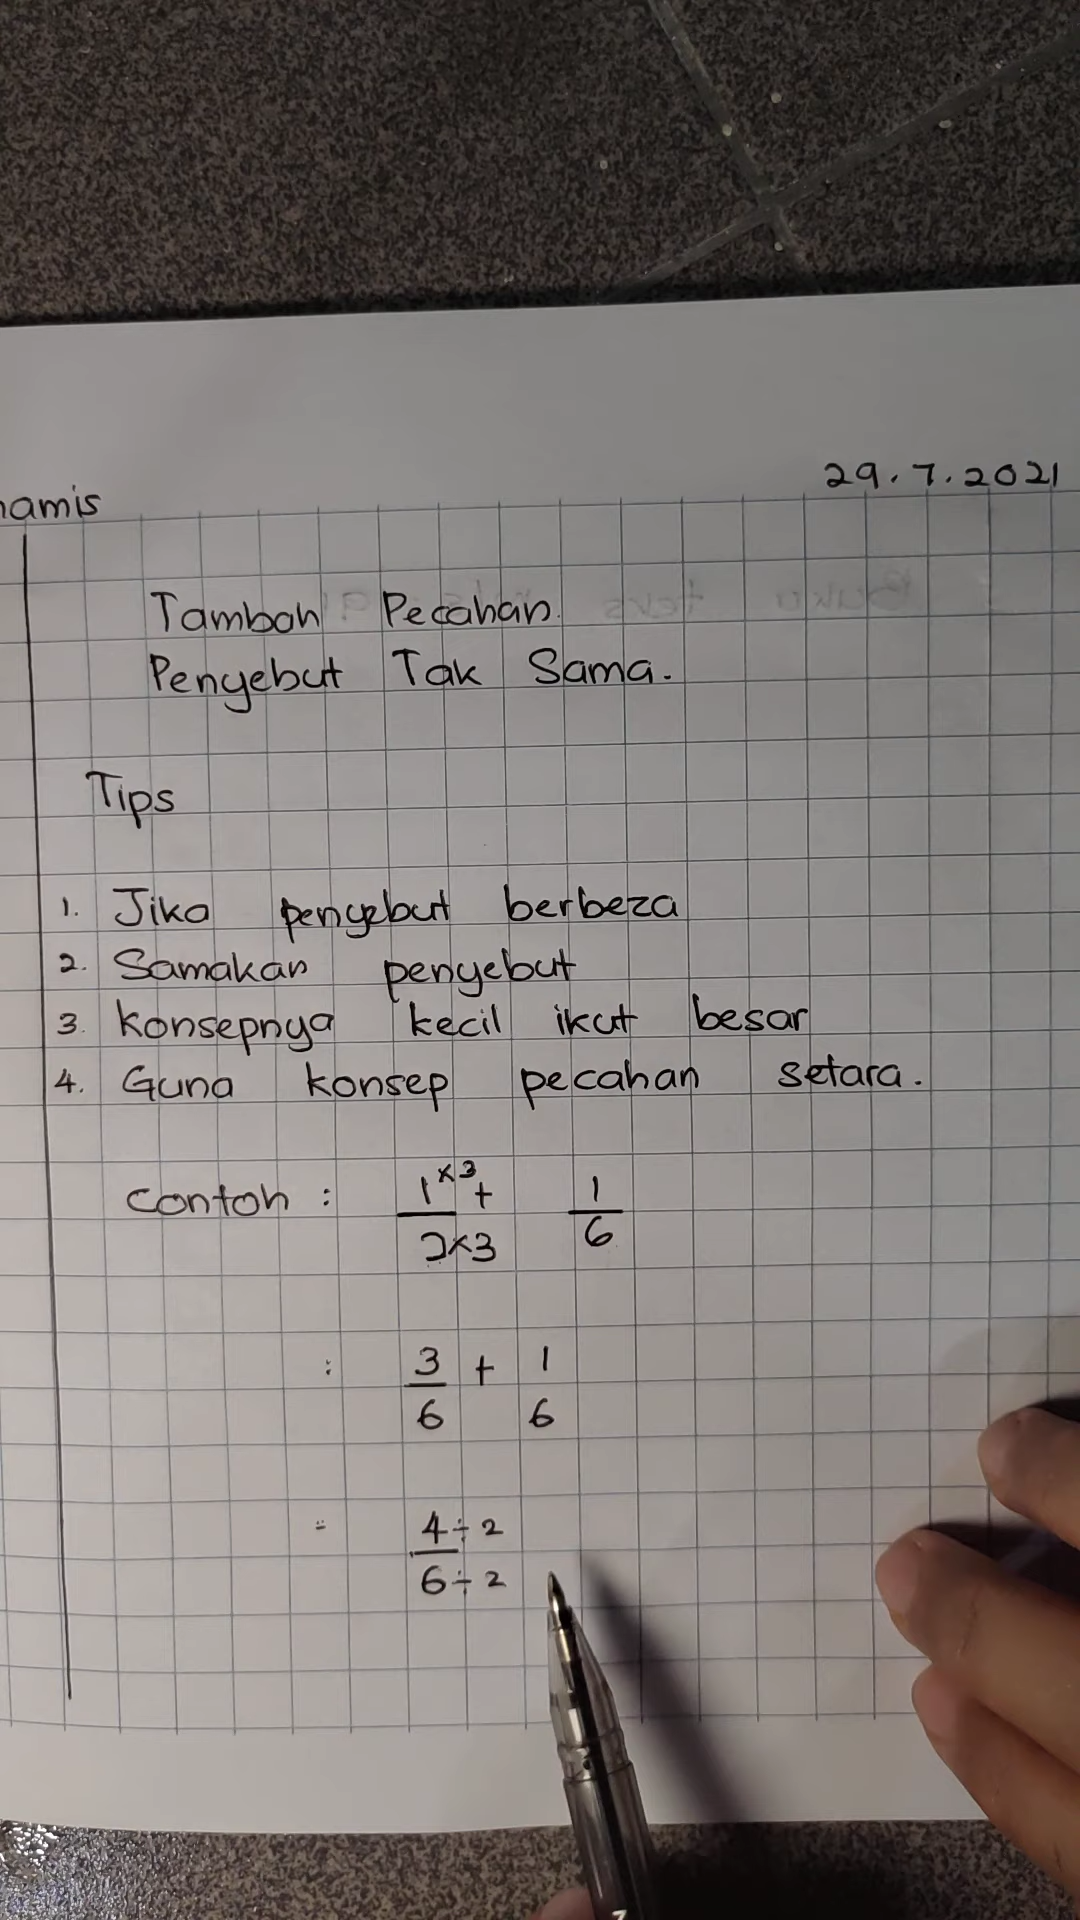 29.7.2021
namis
Tambah Pecahan.
Penyebut Tak Sama.
Tips
1. Jika penyebut berbeza
2. Samakan penyebut
3. Konsepnya kecil ikut besar
4. Guna konsep pecahan setara.
Contoh : 1×3/2×3 + 1/6
: 3/6 + 1/6
= 4÷2/6÷2